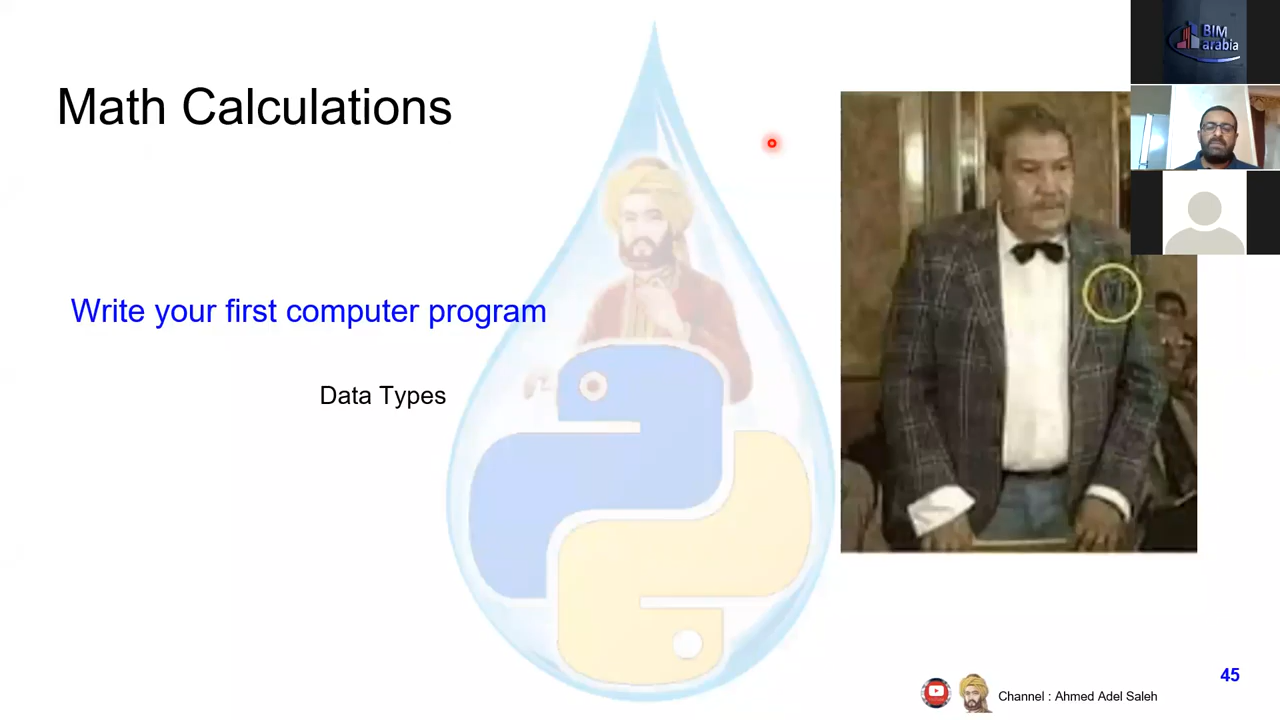 Math Calculations
Write your first computer program
Data Types
BIM
arabia
45
Channel : Ahmed Adel Saleh